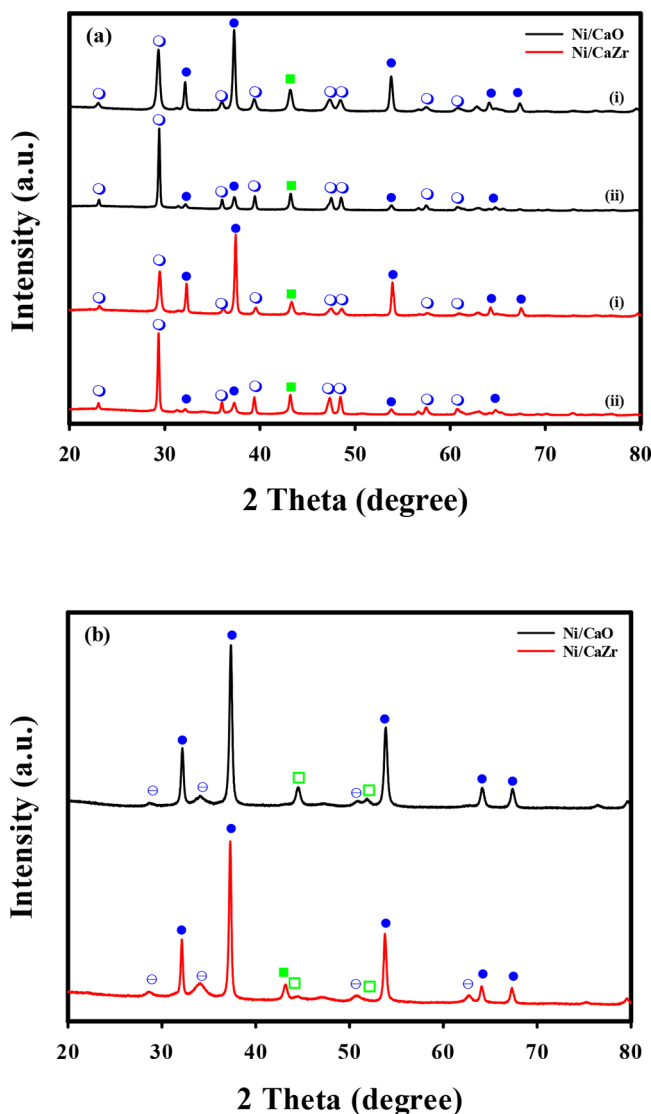 (a)
Ni/CaO
Ni/CaZr
(i)
(ii)
(i)
(ii)
Intensity (a.u.)
20 30 40 50 60 70 80
2 Theta (degree)
(b)
Ni/CaO
Ni/CaZr
Intensity (a.u.)
20 30 40 50 60 70 80
2 Theta (degree)